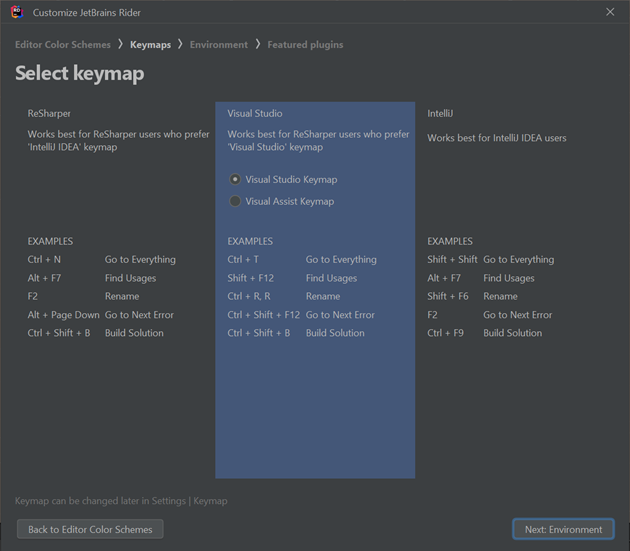 Customize JetBrains Rider
Editor Color Schemes ❯ Keymaps ❯ Environment ❯ Featured plugins
Select keymap
ReSharper
Works best for ReSharper users who prefer
'IntelliJ IDEA' keymap
EXAMPLES
Ctrl + N Go to Everything
Alt + F7 Find Usages
F2 Rename
Alt + Page Down Go to Next Error
Ctrl + Shift + B Build Solution
Visual Studio
Works best for ReSharper users who prefer
'Visual Studio' keymap
Visual Studio Keymap
Visual Assist Keymap
EXAMPLES
Ctrl + T Go to Everything
Shift + F12 Find Usages
Ctrl + R, R Rename
Ctrl + Shift + F12 Go to Next Error
Ctrl + Shift + B Build Solution
IntelliJ
Works best for IntelliJ IDEA users
EXAMPLES
Shift + Shift Go to Everything
Alt + F7 Find Usages
Shift + F6 Rename
F2 Go to Next Error
Ctrl + F9 Build Solution
Keymap can be changed later in Settings | Keymap
Back to Editor Color Schemes
Next: Environment